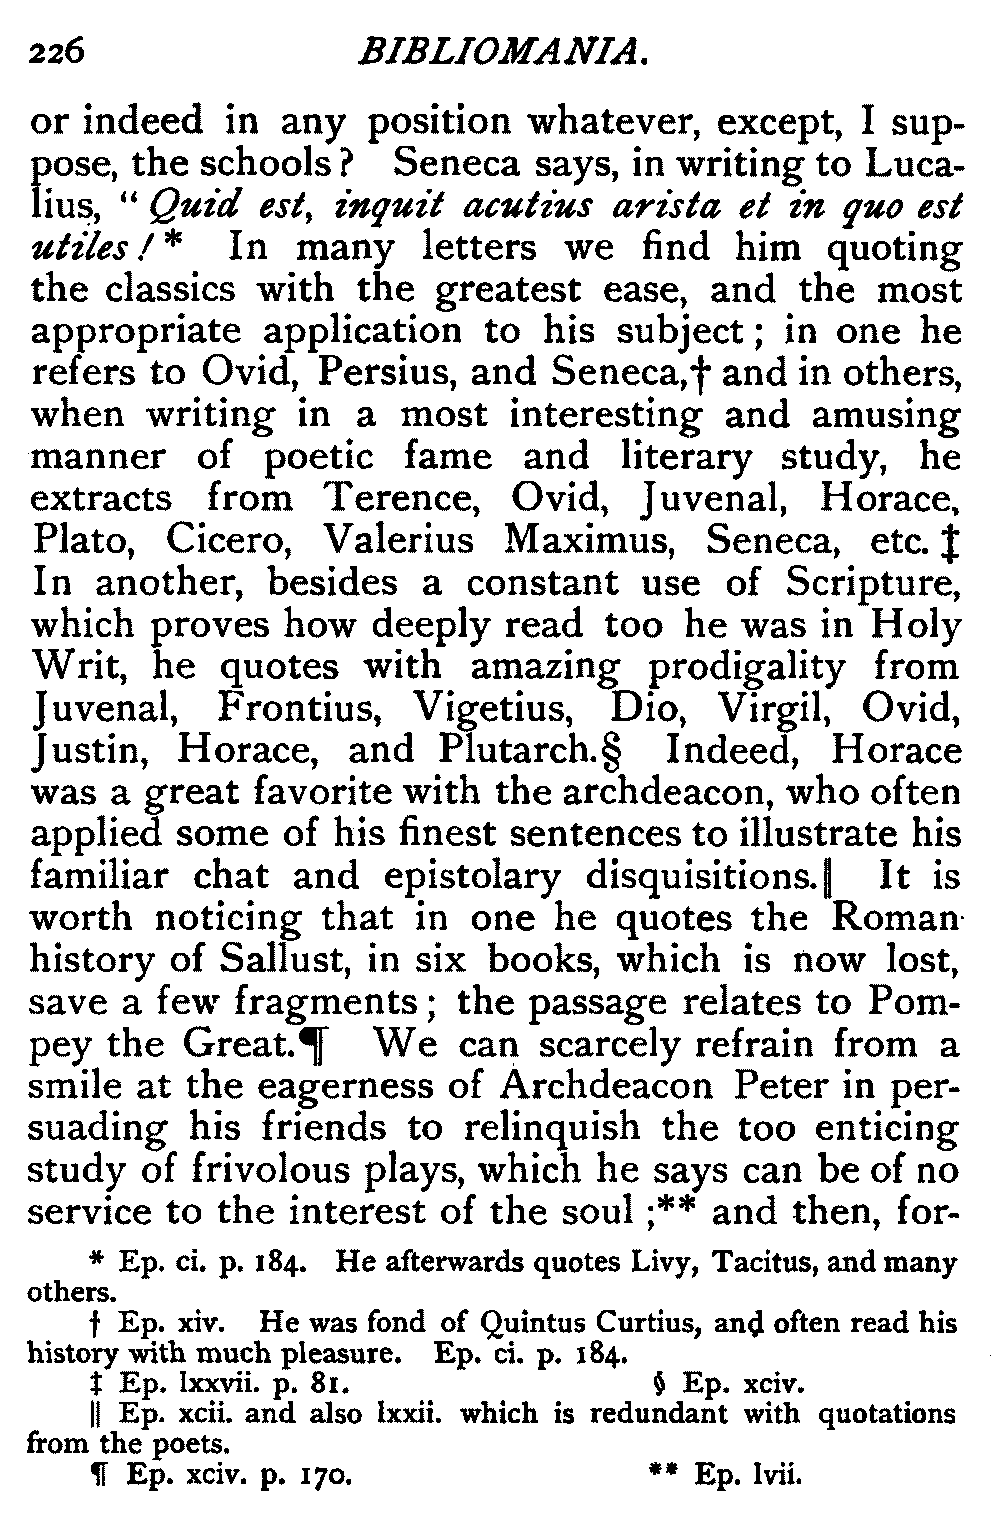 226 BIBLIOMANIA.
or indeed in any position whatever, except, I sup-
pose, the schools? Seneca says, in writing to Luca-
lius, “Quid est, inquit acutius arista et in quo est
utiles!* In many letters we find him quoting
the classics with the greatest ease, and the most
appropriate application to his subject; in one he
refers to Ovid, Persius, and Seneca,† and in others,
when writing in a most interesting and amusing
manner of poetic fame and literary study, he
extracts from Terence, Ovid, Juvenal, Horace,
Plato, Cicero, Valerius Maximus, Seneca, etc.‡
In another, besides a constant use of Scripture,
which proves how deeply read too he was in Holy
Writ, he quotes with amazing prodigality from
Juvenal, Frontius, Vigetius, Dio, Virgil, Ovid,
Justin, Horace, and Plutarch.§ Indeed, Horace
was a great favorite with the archdeacon, who often
applied some of his finest sentences to illustrate his
familiar chat and epistolary disquisitions.‖ It is
worth noticing that in one he quotes the Roman
history of Sallust, in six books, which is now lost,
save a few fragments; the passage relates to Pom-
pey the Great.¶ We can scarcely refrain from a
smile at the eagerness of Archdeacon Peter in per-
suading his friends to relinquish the too enticing
study of frivolous plays, which he says can be of no
service to the interest of the soul;** and then, for-
* Ep. ci. p. 184. He afterwards quotes Livy, Tacitus, and many
others.
† Ep. xiv. He was fond of Quintus Curtius, and often read his
history with much pleasure. Ep. ci. p. 184.
‡ Ep. lxxvii. p. 81. § Ep. xciv.
‖ Ep. xcii. and also lxxii. which is redundant with quotations
from the poets.
¶ Ep. xciv. p. 170. ** Ep. lvii.